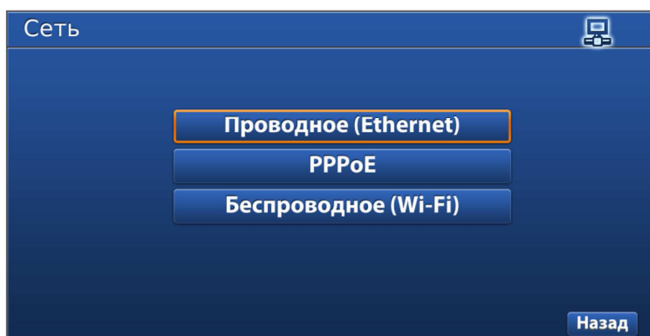 Сеть
Проводное (Ethernet)
PPPoE
Беспроводное (Wi-Fi)
Назад